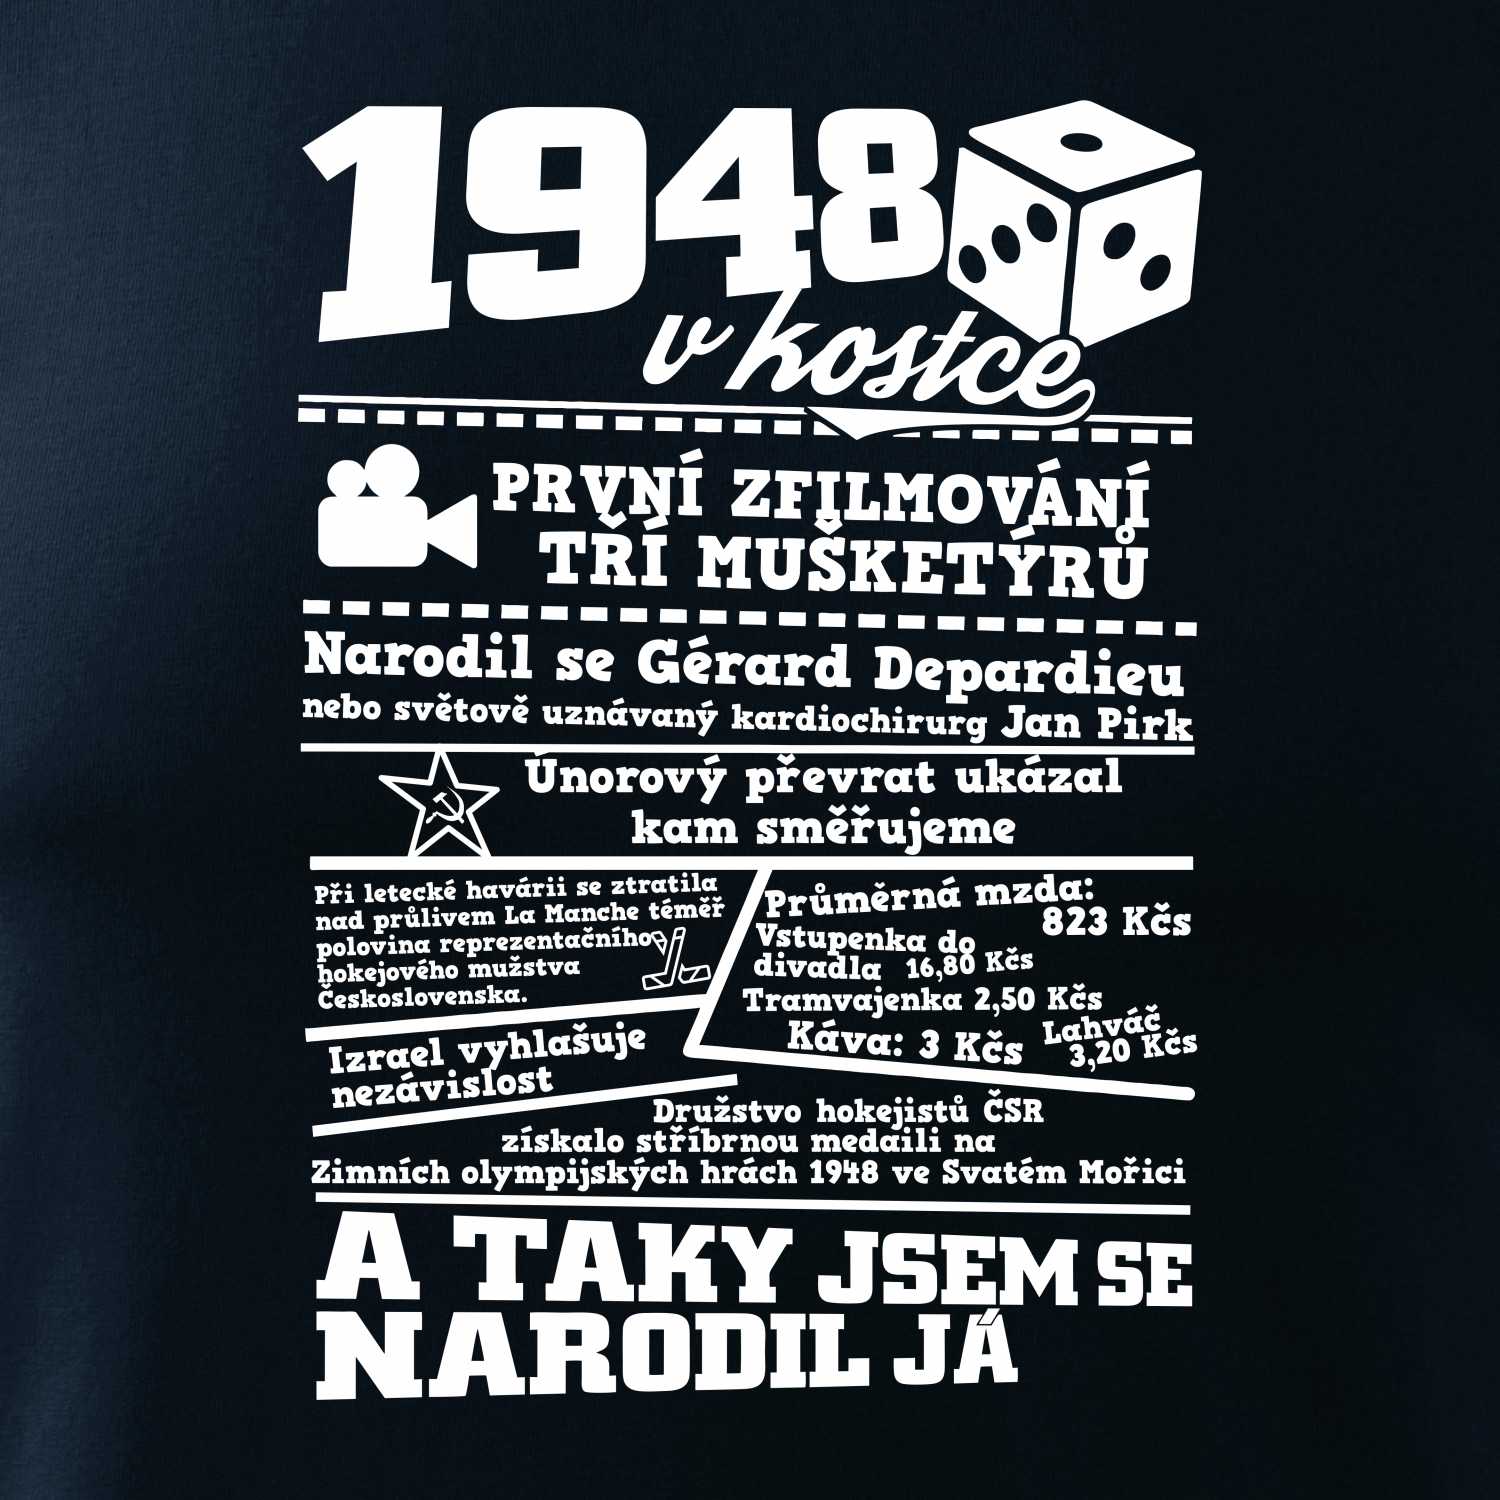 1948
v kostce
PRVNÍ ZFILMOVÁNÍ
TŘÍ MUŠKETÝRŮ
Narodil se Gérard Depardieu
nebo světově uznávaný kardiochirurg Jan Pirk
Únorový převrat ukázal
kam směřujeme
Při letecké havárii se ztratila
nad průlivem La Manche téměř
polovina reprezentačního
hokejového mužstva
Československa.
Průměrná mzda:
823 Kčs
Vstupenka do
divadla 16,80 Kčs
Tramvajenka 2,50 Kčs
Káva: 3 Kčs
Lahváč
3,20 Kčs
Izrael vyhlašuje
nezávislost
Družstvo hokejistů ČSR
získalo stříbrnou medaili na
Zimních olympijských hrách 1948 ve Svatém Mořici
A TAKY JSEM SE
NARODIL JÁ